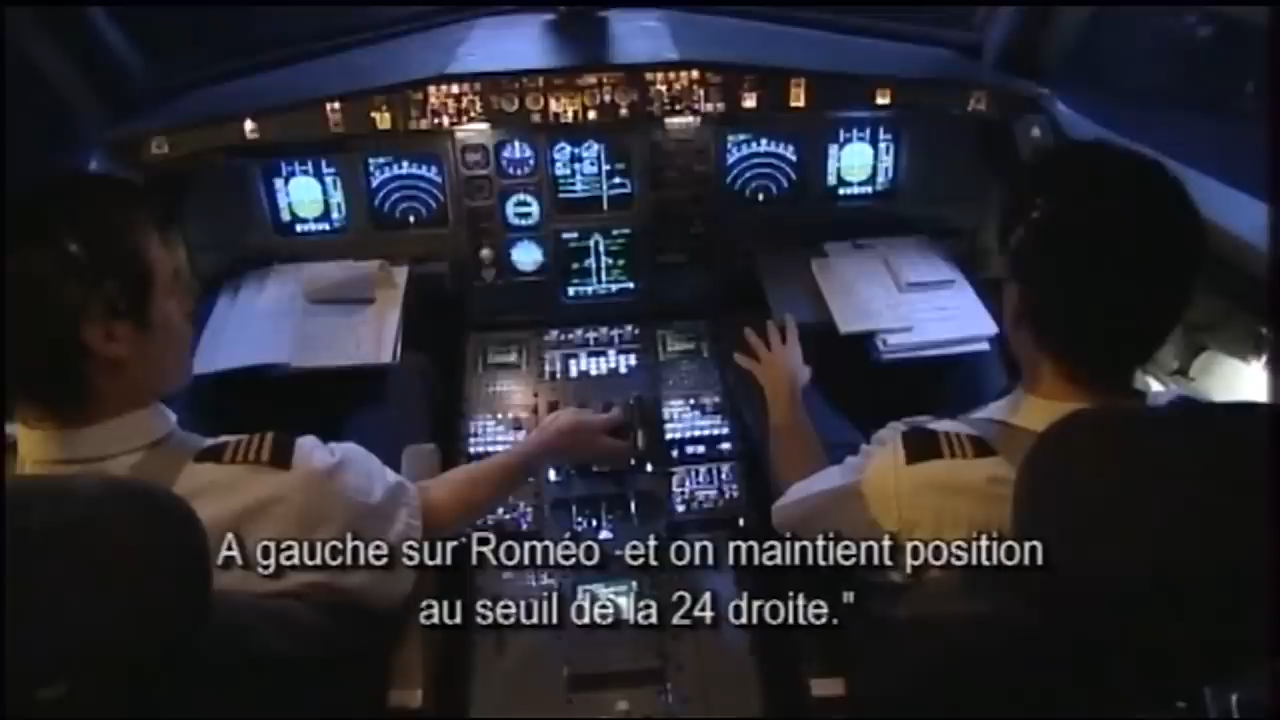 A gauche sur Roméo -et on maintient position
au seuil de la 24 droite."